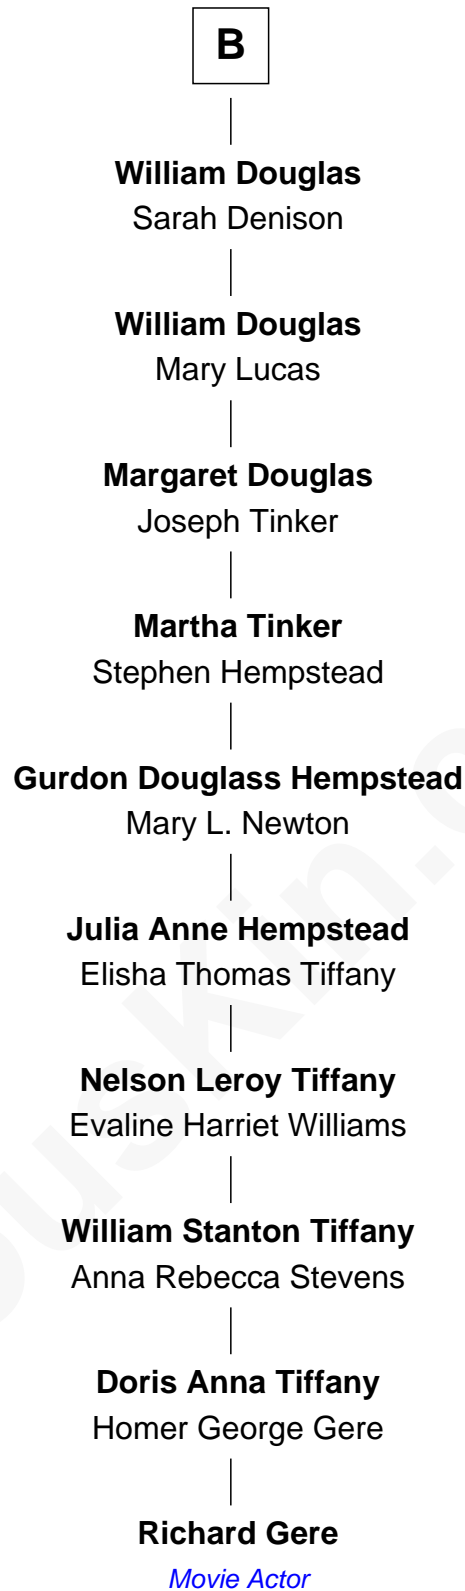 B
William Douglas
Sarah Denison
William Douglas
Mary Lucas
Margaret Douglas
Joseph Tinker
Martha Tinker
Stephen Hempstead
Gurdon Douglass Hempstead
Mary L. Newton
Julia Anne Hempstead
Elisha Thomas Tiffany
Nelson Leroy Tiffany
Evaline Harriet Williams
William Stanton Tiffany
Anna Rebecca Stevens
Doris Anna Tiffany
Homer George Gere
Richard Gere
Movie Actor